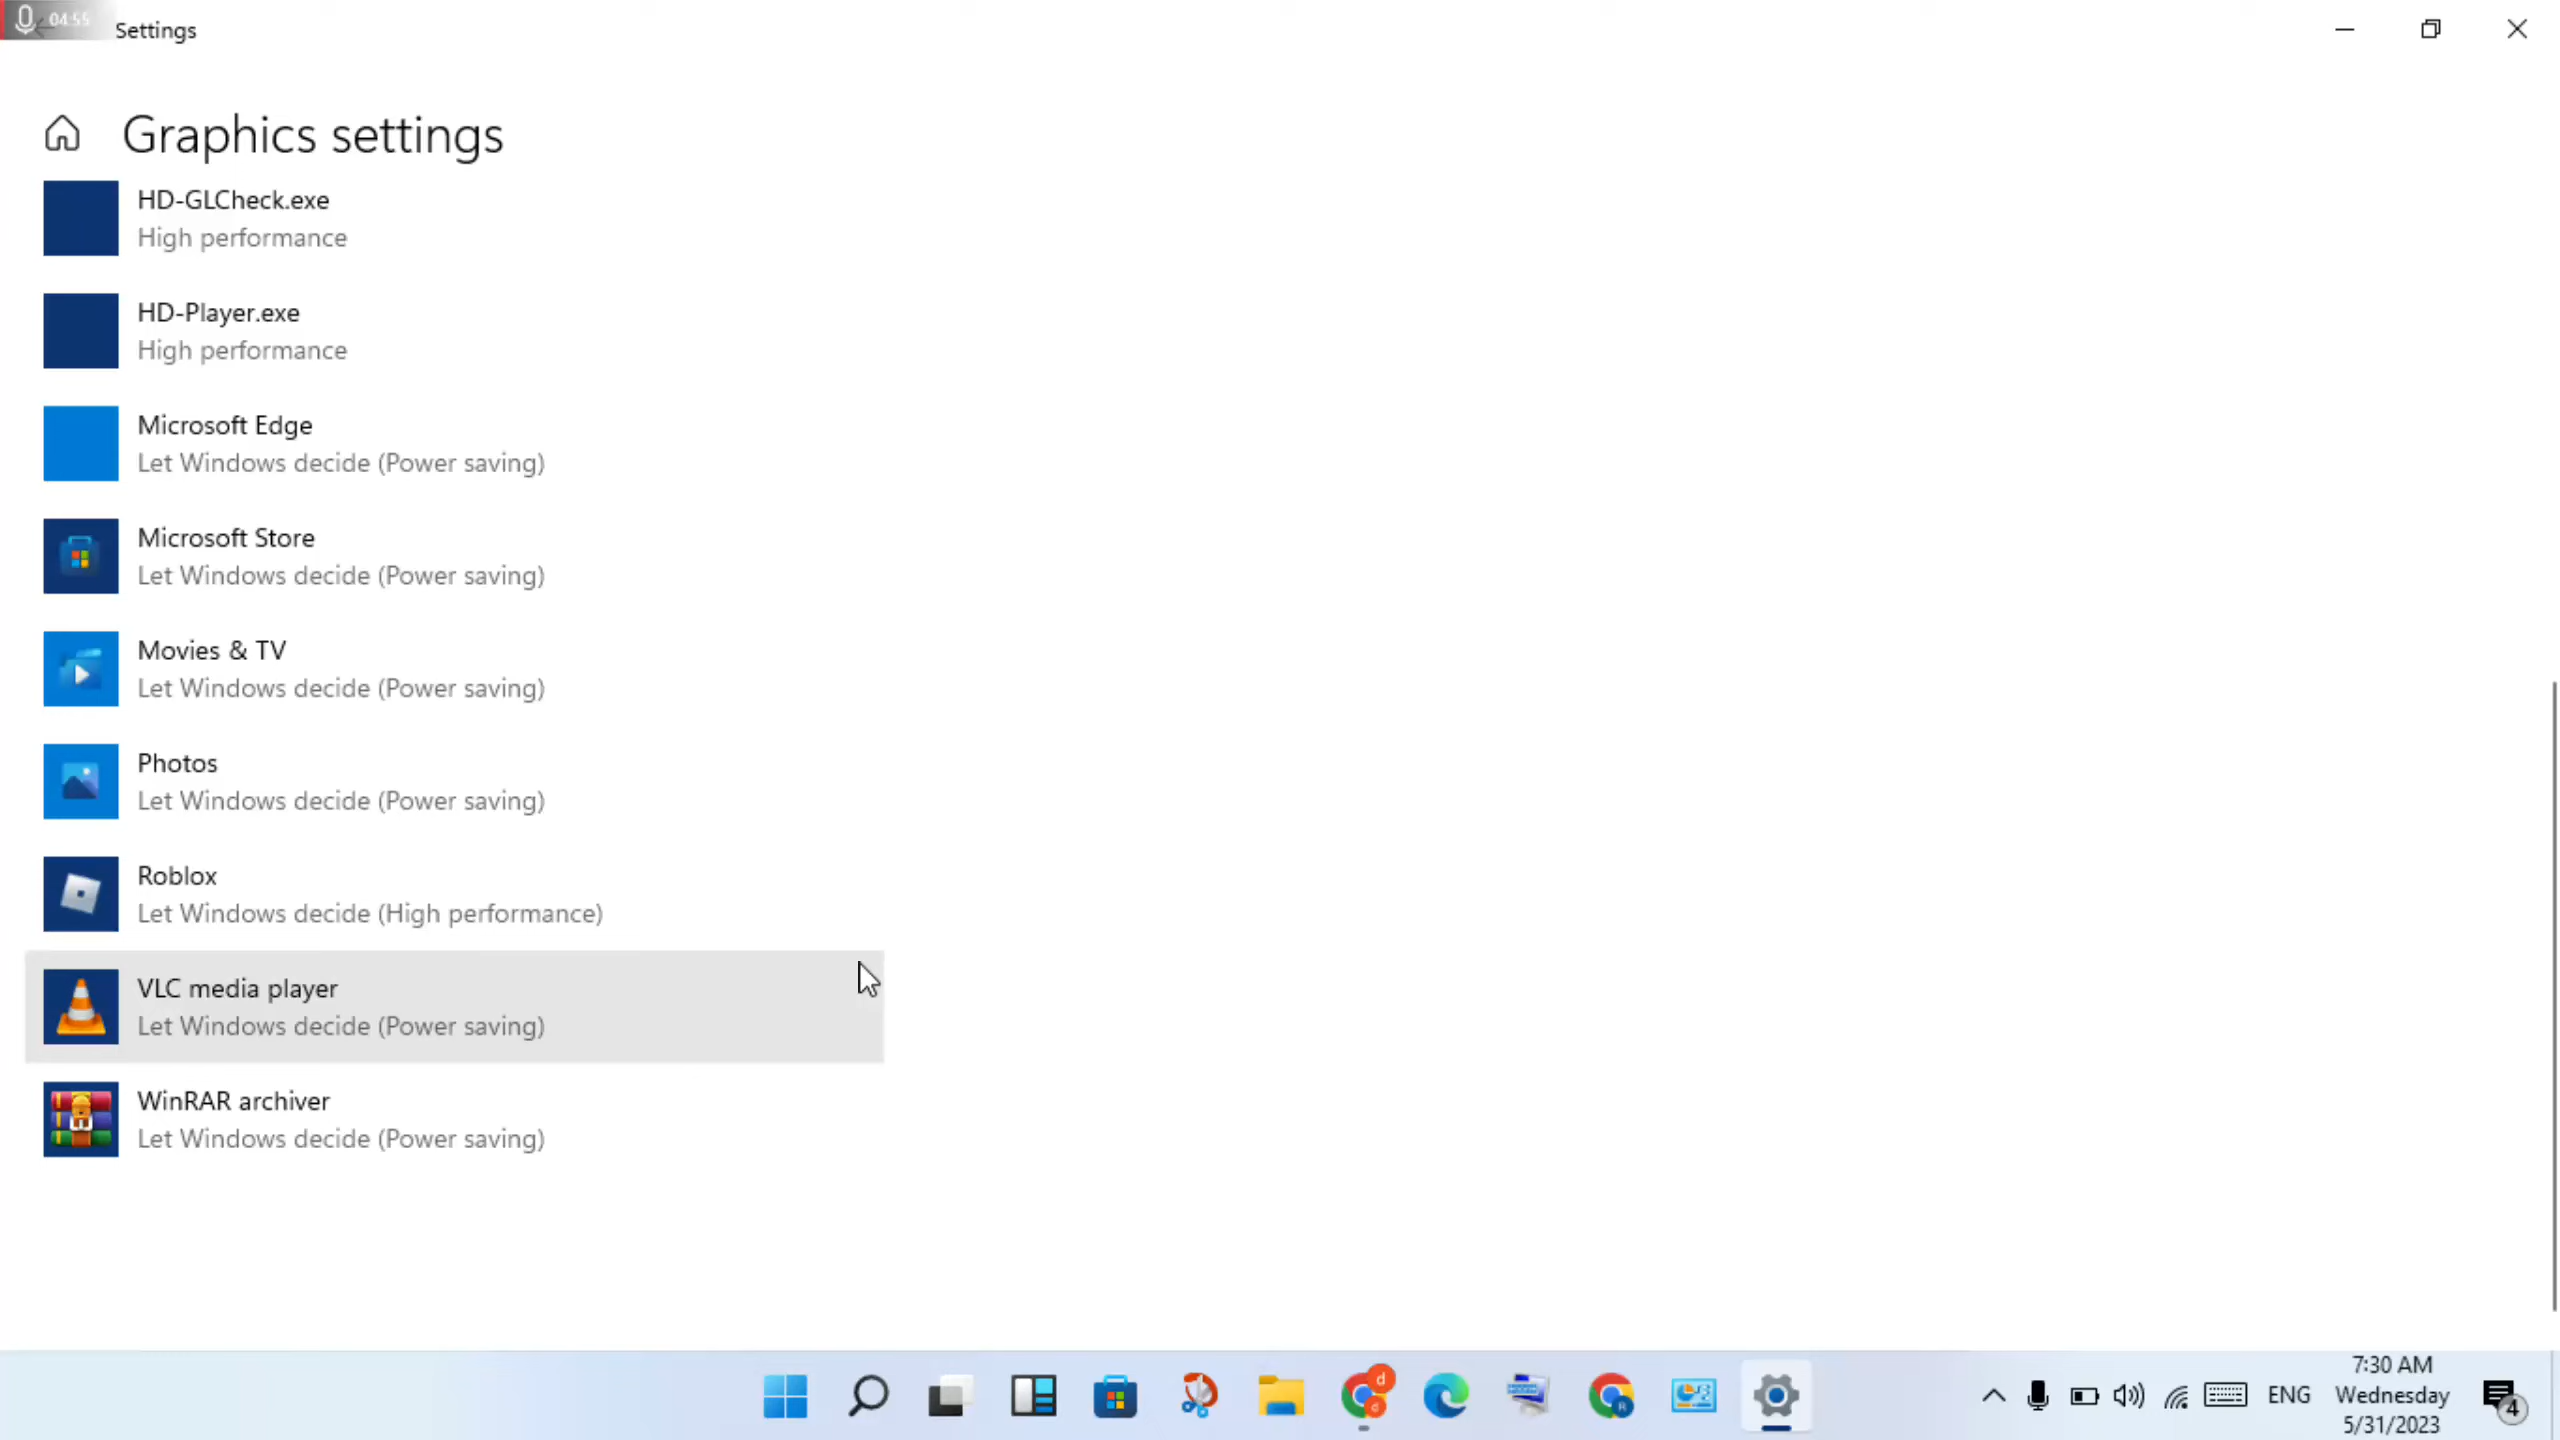 04:55
Settings
Graphics settings
HD-GLCheck.exe
High performance
HD-Player.exe
High performance
Microsoft Edge
Let Windows decide (Power saving)
Microsoft Store
Let Windows decide (Power saving)
Movies & TV
Let Windows decide (Power saving)
Photos
Let Windows decide (Power saving)
Roblox
Let Windows decide (High performance)
VLC media player
Let Windows decide (Power saving)
WinRAR archiver
Let Windows decide (Power saving)
d
d
R
ENG
7:30 AM
Wednesday
5/31/2023
4